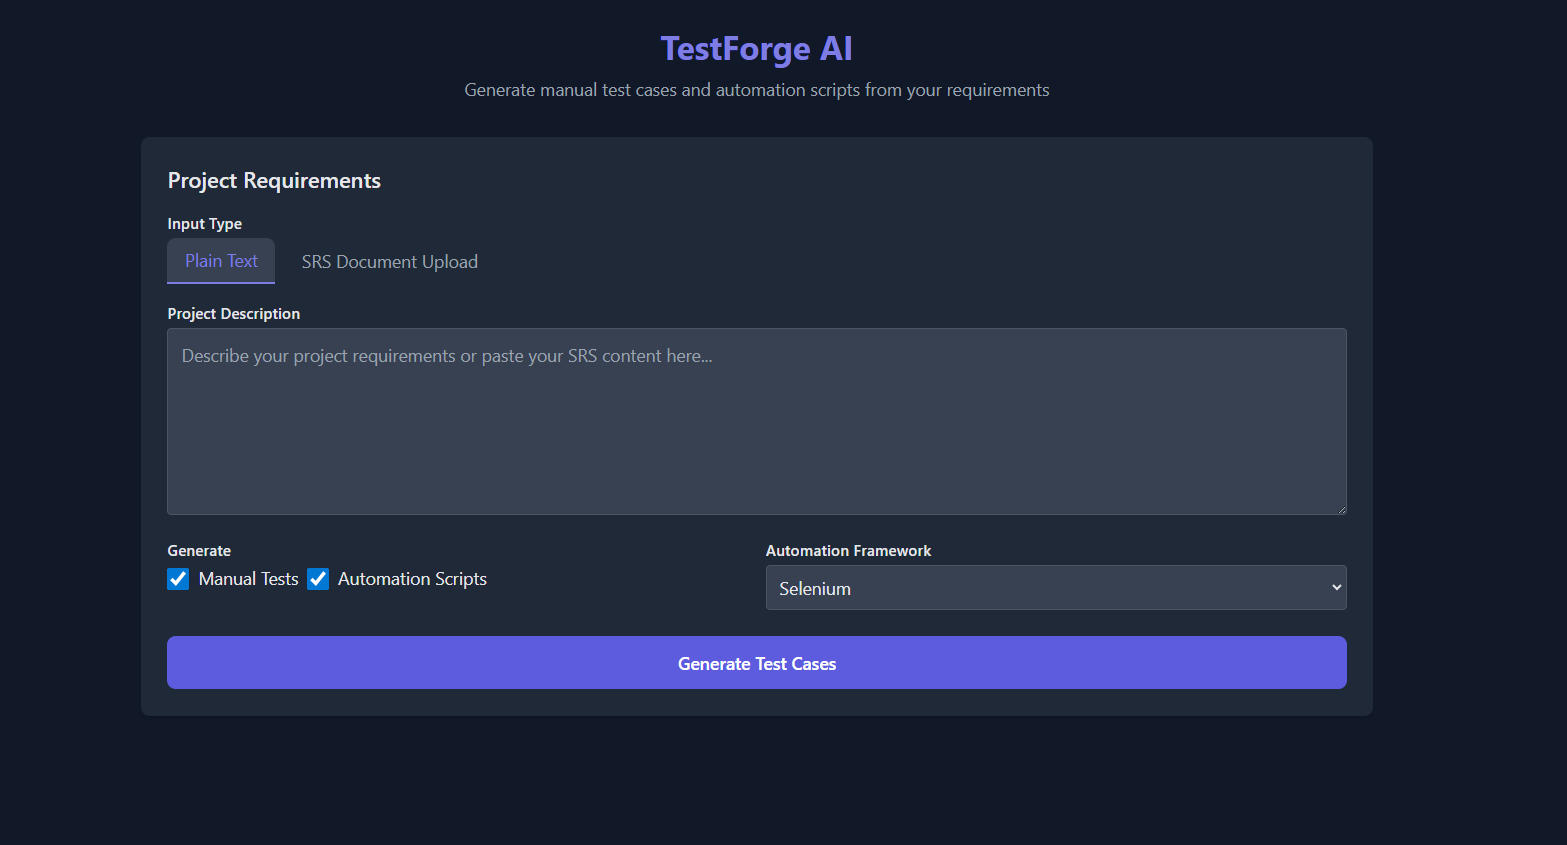 TestForge AI
Generate manual test cases and automation scripts from your requirements
Project Requirements
Input Type
Plain Text SRS Document Upload
Project Description
Describe your project requirements or paste your SRS content here...
Generate Automation Framework
Manual Tests Automation Scripts Selenium
Generate Test Cases